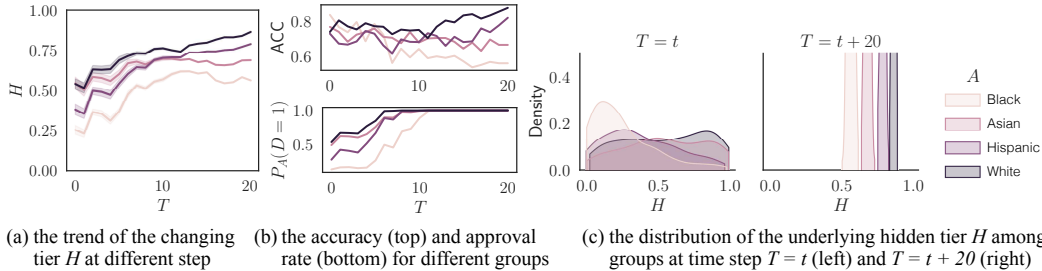 1.00
0.75
0.50
0.25
0.00
H
0
10
20
T
ACC
0.8
0.6
0
10
20
P_A(D = 1)
1.0
0.5
0.0
0
10
20
T
T = t
T = t + 20
Density
0.4
0.2
0.0
0.0
0.5
1.0
H
0.0
0.5
1.0
H
A
Black
Asian
Hispanic
White
(a) the trend of the changing
tier H at different step
(b) the accuracy (top) and approval
rate (bottom) for different groups
(c) the distribution of the underlying hidden tier H among
groups at time step T = t (left) and T = t + 20 (right)